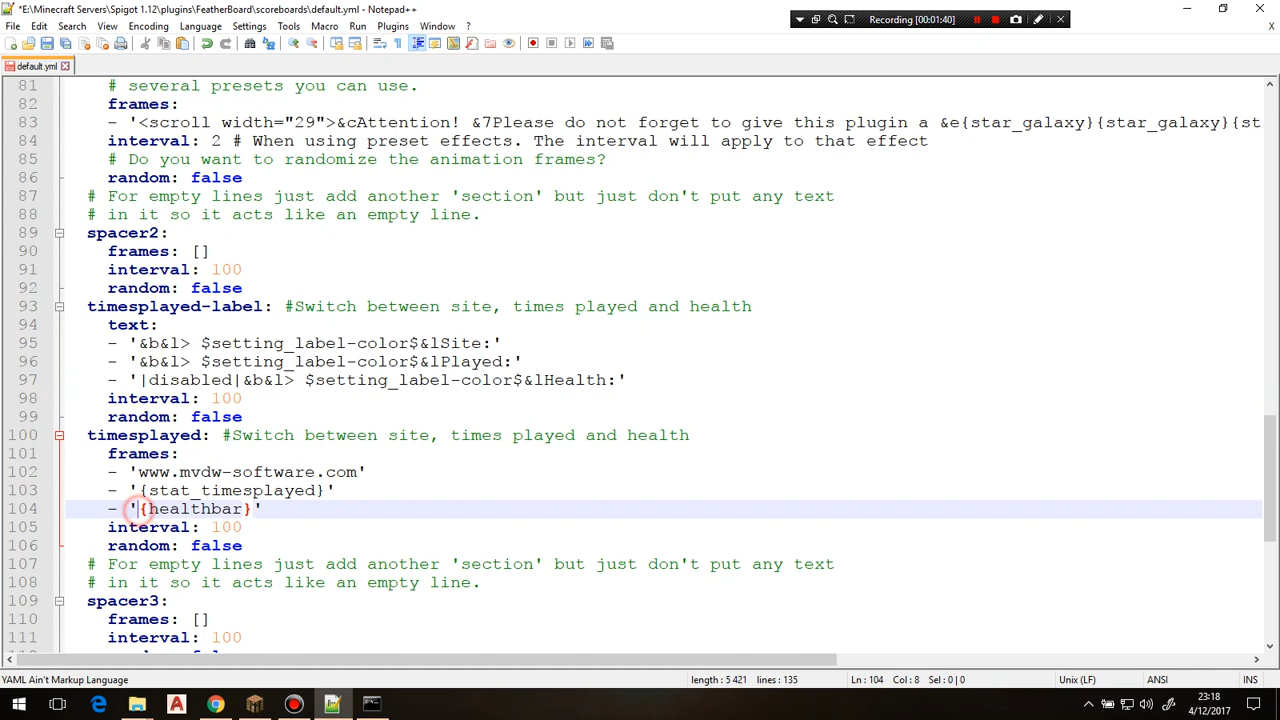 *E:\Minecraft Servers\Spigot 1.12\plugins\FeatherBoard\scoreboards\default.yml - Notepad++
Recording [00:01:40]
File Edit Search View Encoding Language Settings Tools Macro Run Plugins Window ?
X
default.yml
81 # several presets you can use.
82 frames:
83 - '<scroll width="29">&cAttention! &7Please do not forget to give this plugin a &e{star_galaxy}{star_galaxy}{st
84 interval: 2 # When using preset effects. The interval will apply to that effect
85 # Do you want to randomize the animation frames?
86 random: false
87 # For empty lines just add another 'section' but just don't put any text
88 # in it so it acts like an empty line.
89 spacer2:
90 frames: []
91 interval: 100
92 random: false
93 timesplayed-label: #Switch between site, times played and health
94 text:
95 - '&b&l> $setting_label-color$&lSite:'
96 - '&b&l> $setting_label-color$&lPlayed:'
97 - '|disabled|&b&l> $setting_label-color$&lHealth:'
98 interval: 100
99 random: false
100 timesplayed: #Switch between site, times played and health
101 frames:
102 - 'www.mvdw-software.com'
103 - '{stat_timesplayed}'
104 - '{healthbar}'
105 interval: 100
106 random: false
107 # For empty lines just add another 'section' but just don't put any text
108 # in it so it acts like an empty line.
109 spacer3:
110 frames: []
111 interval: 100
YAML Ain't Markup Language length : 5 421 lines : 135 Ln : 104 Col : 8 Sel : 0 | 0 Unix (LF) ANSI INS
23:18
4/12/2017